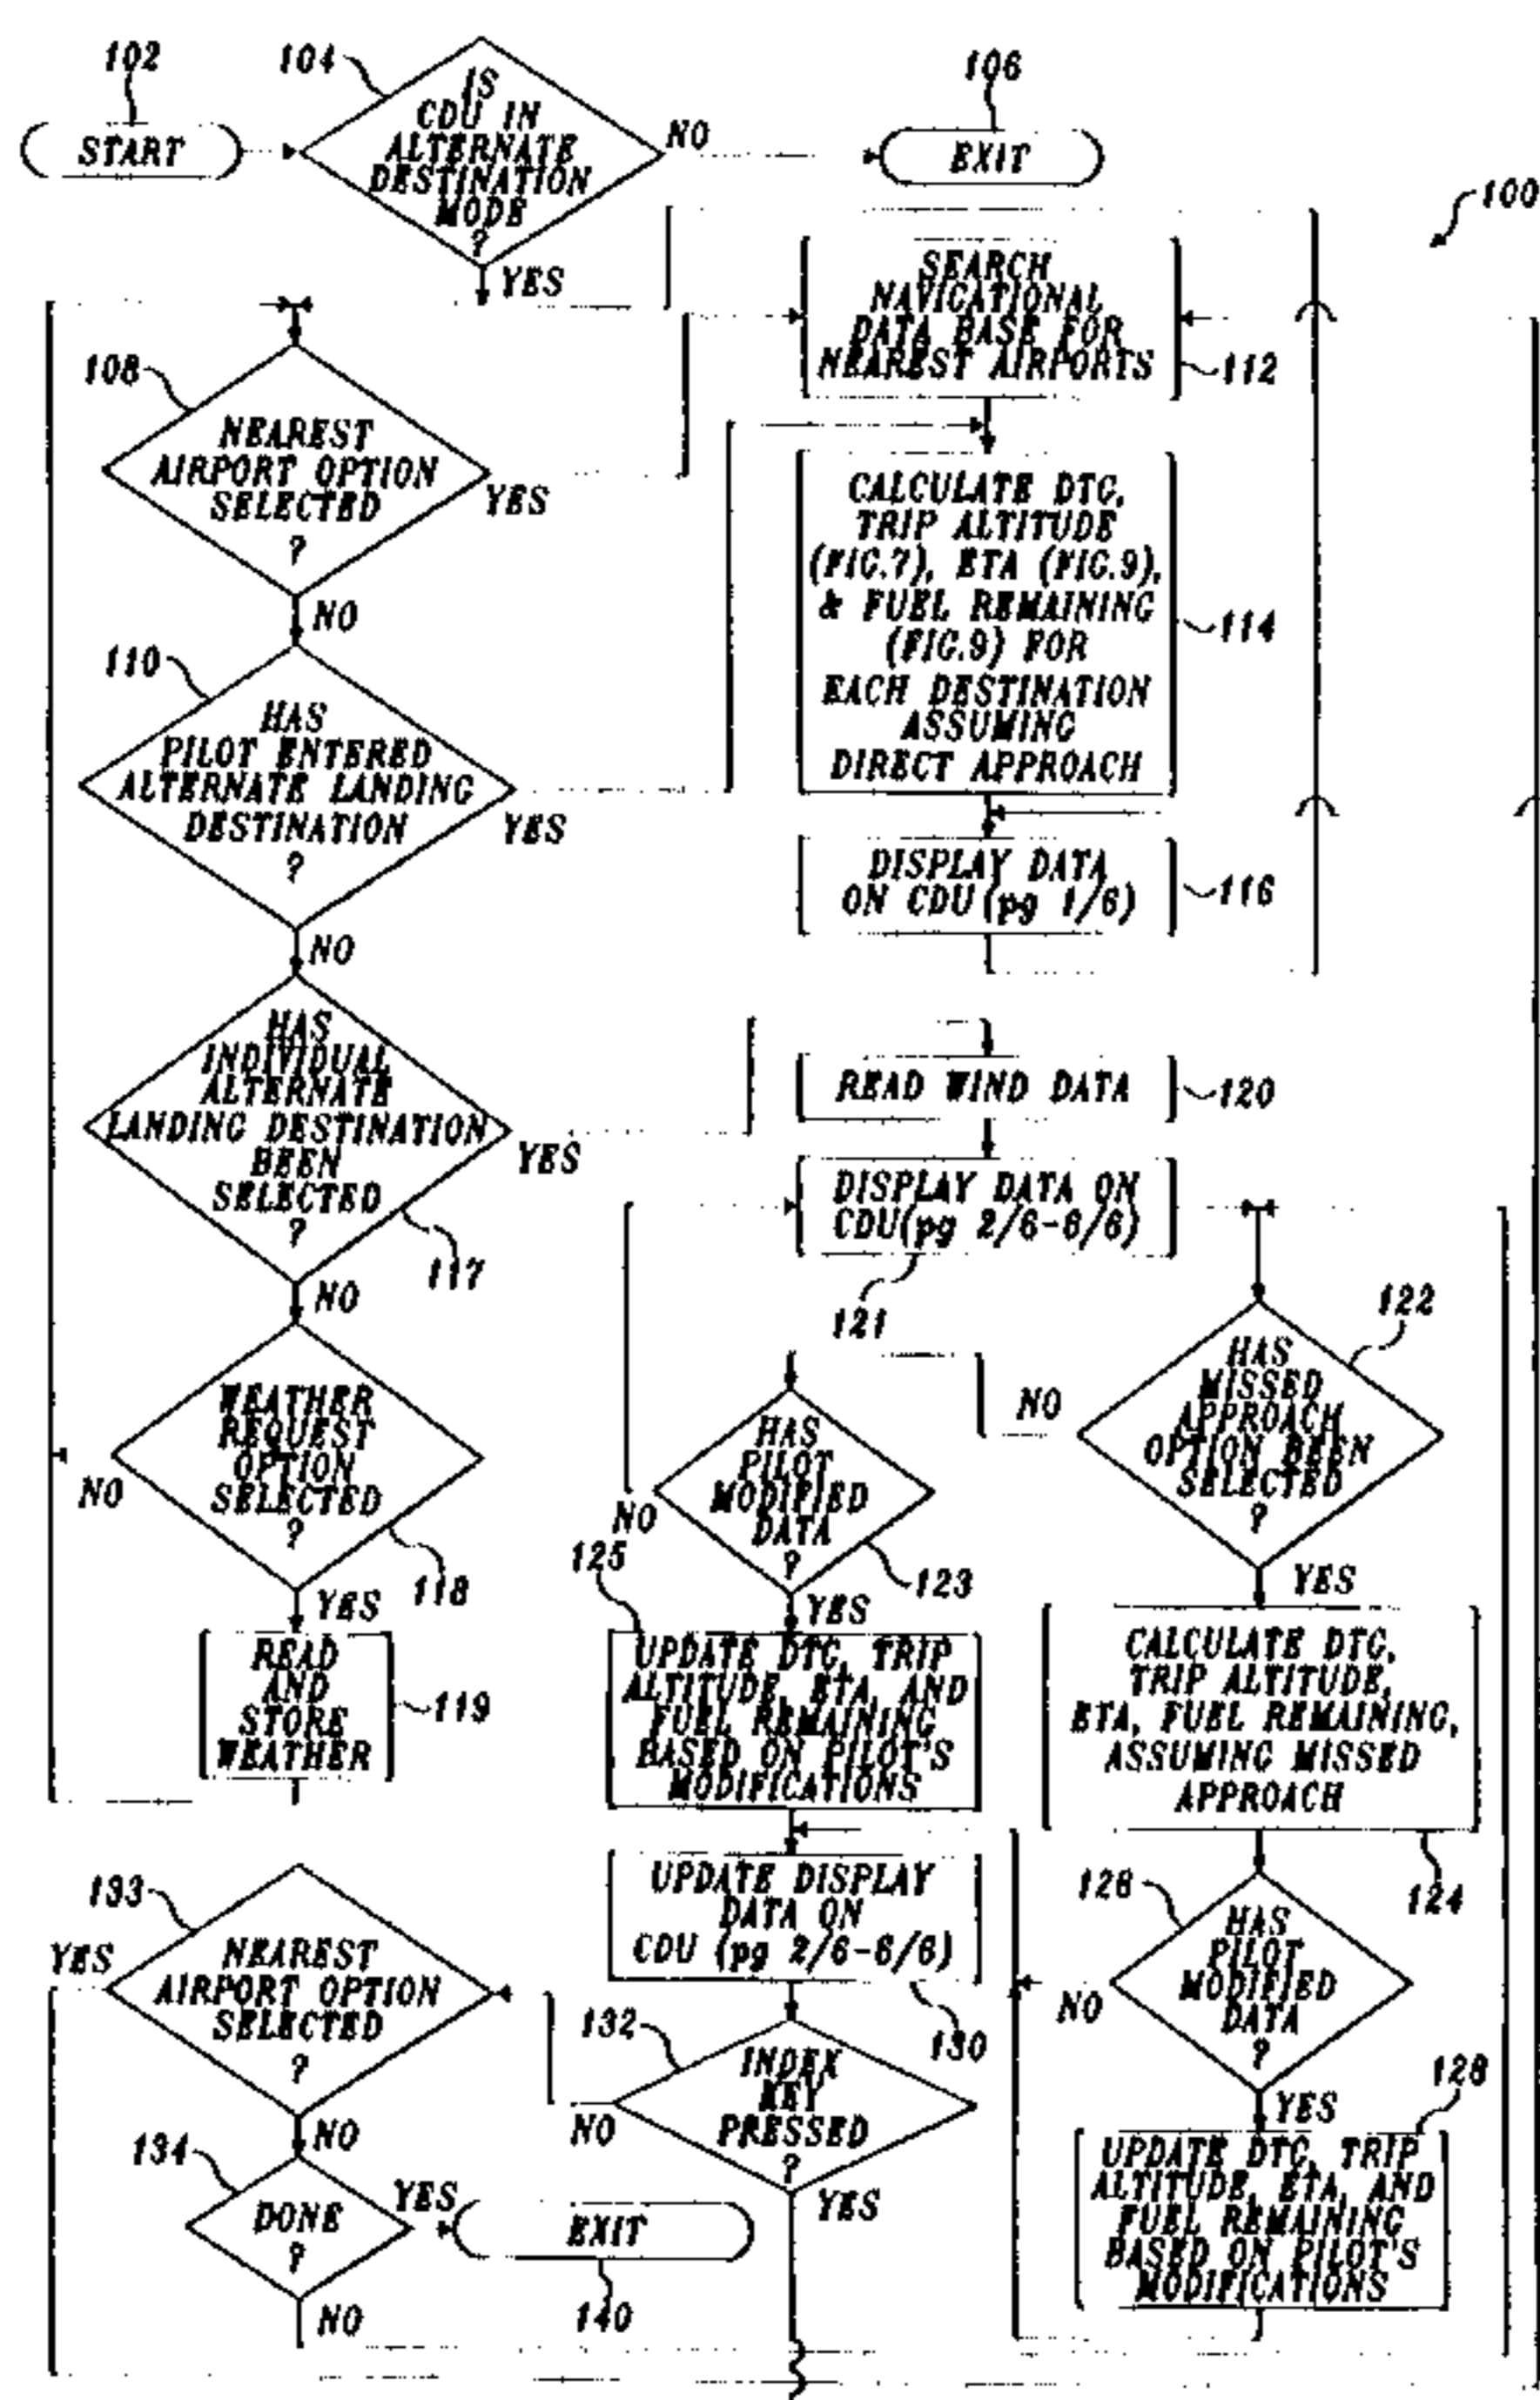 102
START
104
IS
CDU IN
ALTERNATE
DESTINATION
MODE
?
NO
YES
106
EXIT
100
108
NEAREST
AIRPORT OPTION
SELECTED
?
YES
NO
SEARCH
NAVICATIONAL
DATA BASE FOR
NEAREST AIRPORTS
112
110
HAS
PILOT ENTERED
ALTERNATE LANDING
DESTINATION
?
YES
NO
CALCULATE DTG,
TRIP ALTITUDE
(FIG.7), ETA (FIG.9),
& FUEL REMAINING
(FIG.9) FOR
EACH DESTINATION
ASSUMING
DIRECT APPROACH
114
DISPLAY DATA
ON CDU (pg 1/6)
116
HAS
INDIVIDUAL
ALTERNATE
LANDING DESTINATION
BEEN
SELECTED
?
YES
117
NO
READ WIND DATA
120
DISPLAY DATA ON
CDU(pg 2/6-6/6)
121
WEATHER
REQUEST
OPTION
SELECTED
?
NO
118
YES
READ
AND
STORE
WEATHER
119
HAS
MISSED
APPROACH
OPTION BEEN
SELECTED
?
122
NO
YES
HAS
PILOT
MODIFIED
DATA
?
NO
123
YES
125
UPDATE DTG, TRIP
ALTITUDE, ETA, AND
FUEL REMAINING
BASED ON PILOT'S
MODIFICATIONS
CALCULATE DTG,
TRIP ALTITUDE,
ETA, FUEL REMAINING,
ASSUMING MISSED
APPROACH
124
UPDATE DISPLAY
DATA ON
CDU (pg 2/6-6/6)
130
126
HAS
PILOT
MODIFIED
DATA
?
NO
YES
128
UPDATE DTG, TRIP
ALTITUDE, ETA, AND
FUEL REMAINING
BASED ON PILOT'S
MODIFICATIONS
132
INDEX
KEY
PRESSED
?
NO
YES
133
NEAREST
AIRPORT OPTION
SELECTED
?
YES
NO
134
DONE
?
YES
NO
EXIT
140